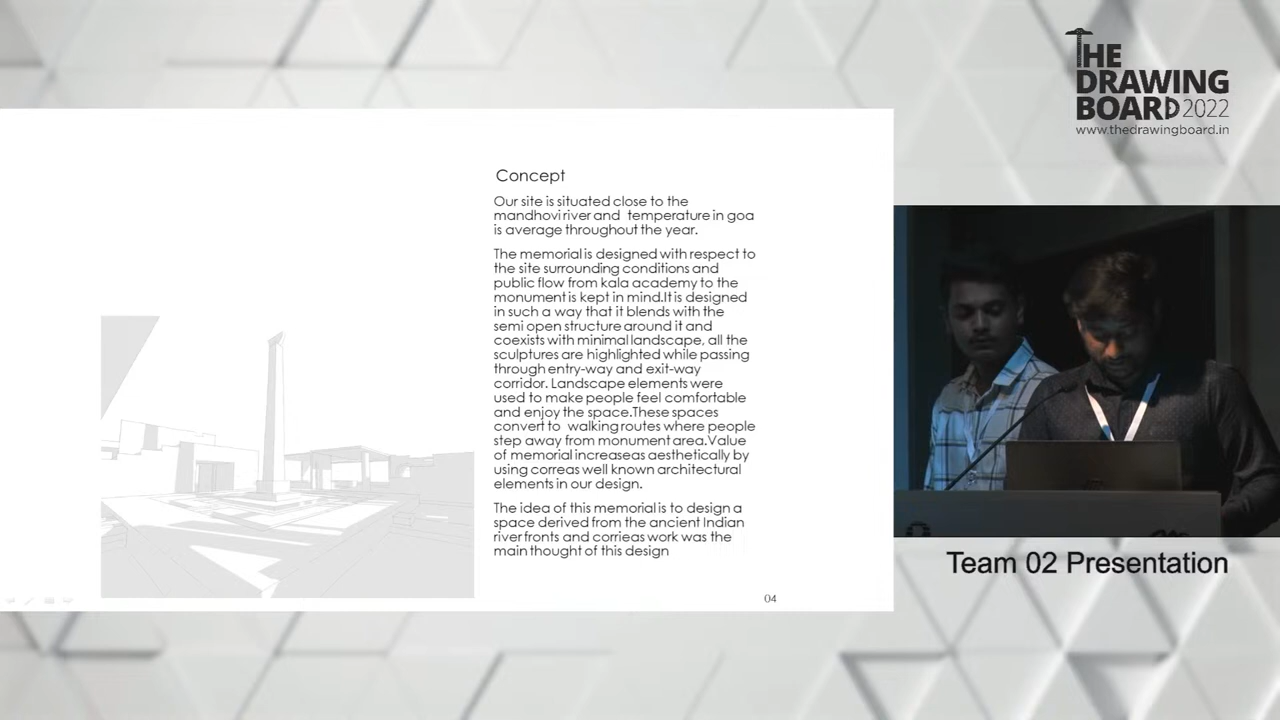 THE
DRAWING
BOARD 2022
www.thedrawingboard.in
Concept
Our site is situated close to the
mandhovi river and temperature in goa
is average throughout the year.
The memorial is designed with respect to
the site surrounding conditions and
public flow from kala academy to the
monument is kept in mind.It is designed
in such a way that it blends with the
semi open structure around it and
coexists with minimal landscape, all the
sculptures are highlighted while passing
through entry-way and exit-way
corridor. Landscape elements were
used to make people feel comfortable
and enjoy the space.These spaces
convert to walking routes where people
step away from monument area.Value
of memorial increaseas aesthetically by
using correas well known architectural
elements in our design.
The idea of this memorial is to design a
space derived from the ancient Indian
river fronts and corrieas work was the
main thought of this design
04
Team 02 Presentation